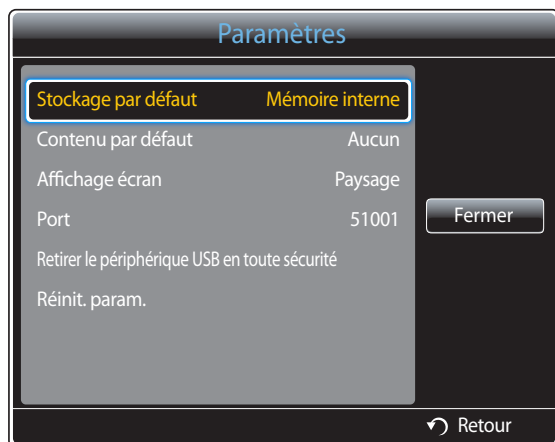 Paramètres
Stockage par défaut Mémoire interne
Contenu par défaut Aucun
Affichage écran Paysage
Port 51001
Fermer
Retirer le périphérique USB en toute sécurité
Réinit. param.
Retour